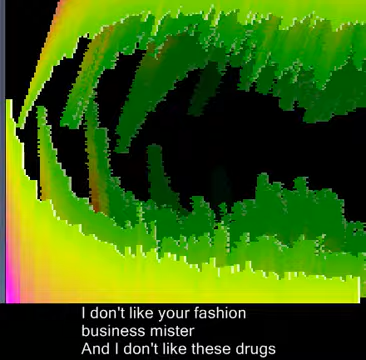 I don't like your fashion
business mister
And I don't like these drugs